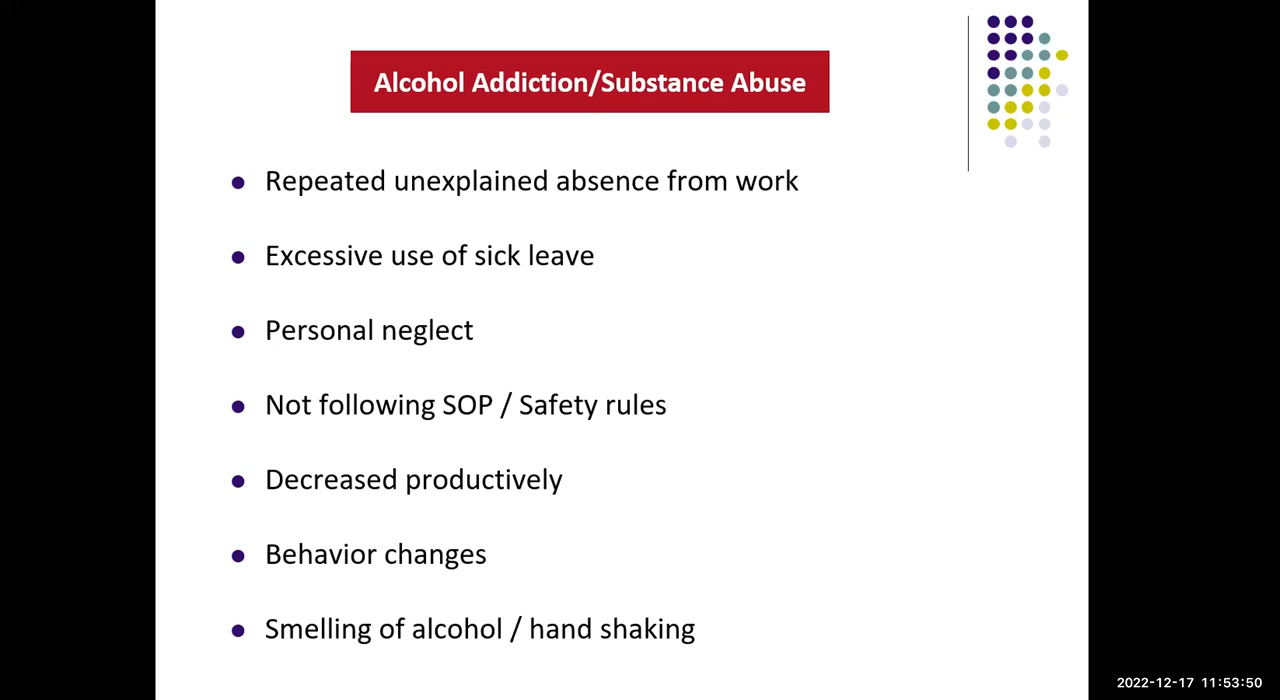 Alcohol Addiction/Substance Abuse
Repeated unexplained absence from work
Excessive use of sick leave
Personal neglect
Not following SOP / Safety rules
Decreased productively
Behavior changes
Smelling of alcohol / hand shaking
2022-12-17 11:53:50